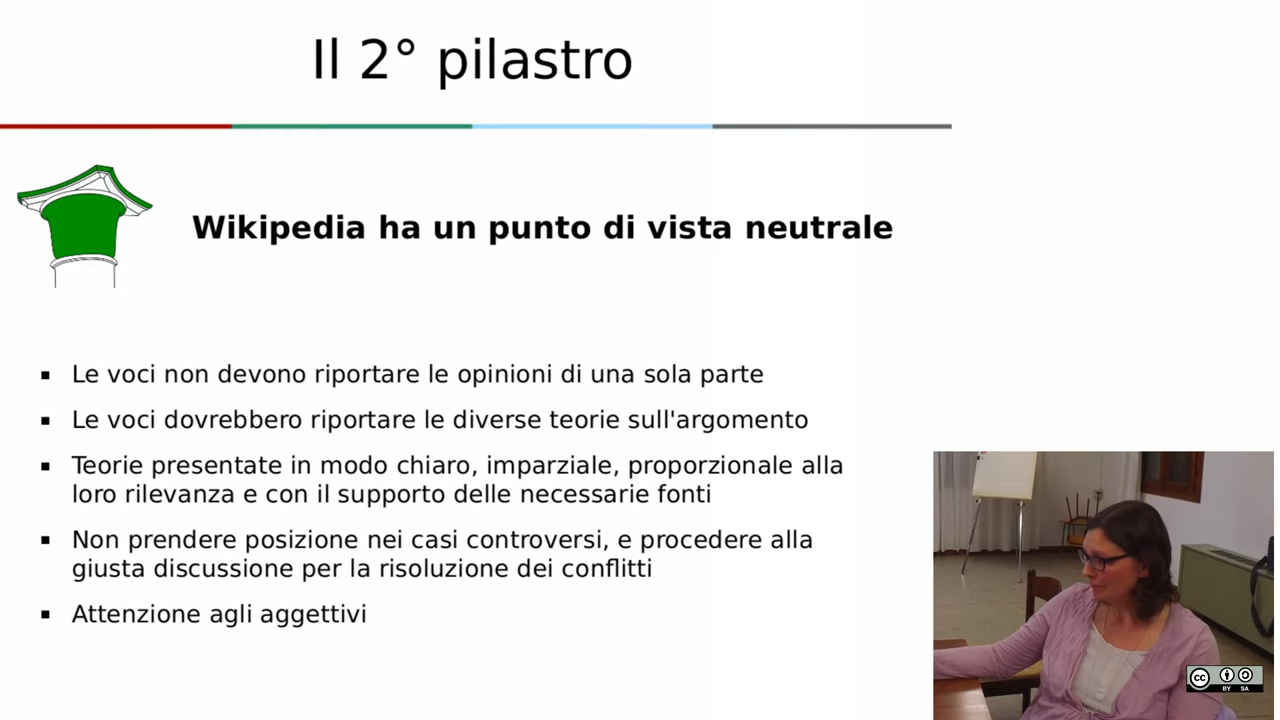 Il 2° pilastro
Wikipedia ha un punto di vista neutrale
Le voci non devono riportare le opinioni di una sola parte
Le voci dovrebbero riportare le diverse teorie sull'argomento
Teorie presentate in modo chiaro, imparziale, proporzionale alla
loro rilevanza e con il supporto delle necessarie fonti
Non prendere posizione nei casi controversi, e procedere alla
giusta discussione per la risoluzione dei conflitti
Attenzione agli aggettivi
cc
BY SA